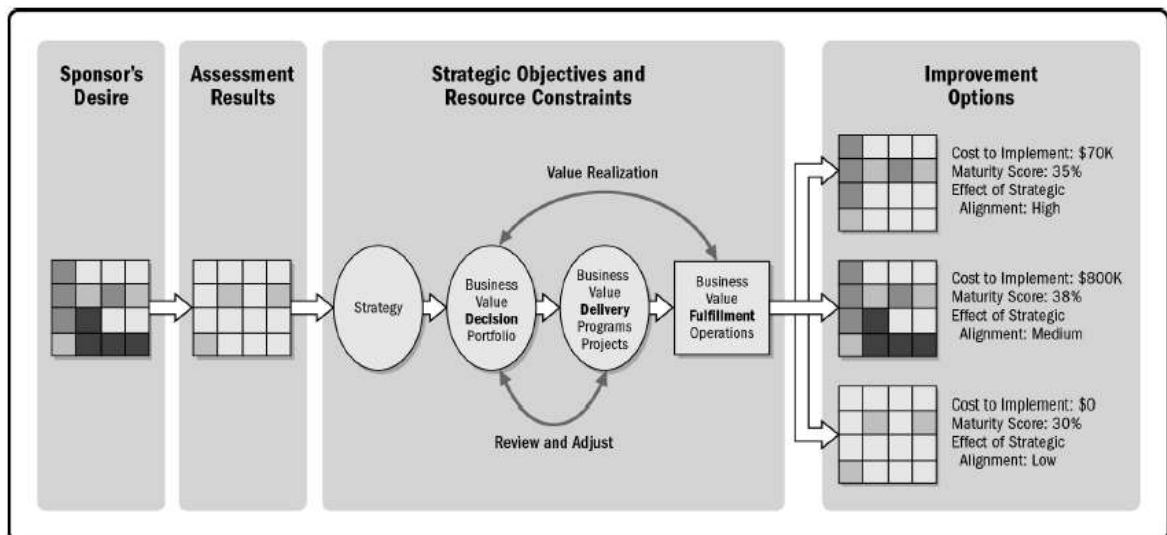 Sponsor's
Desire
Assessment
Results
Strategic Objectives and
Resource Constraints
Improvement
Options
Value Realization
Strategy
Business
Value
Decision
Portfolio
Business
Value
Delivery
Programs
Projects
Business
Value
Fulfillment
Operations
Review and Adjust
Cost to Implement: $70K
Maturity Score: 35%
Effect of Strategic
Alignment: High
Cost to Implement: $800K
Maturity Score: 38%
Effect of Strategic
Alignment: Medium
Cost to Implement: $0
Maturity Score: 30%
Effect of Strategic
Alignment: Low